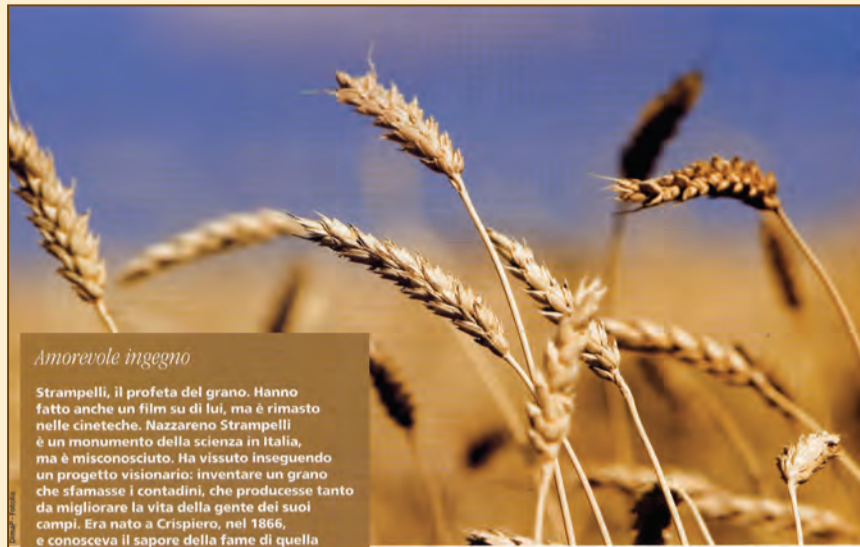 Amorevole ingegno
Strampelli, il profeta del grano. Hanno
fatto anche un film su di lui, ma è rimasto
nelle cineteche. Nazzareno Strampelli
è un monumento della scienza in Italia,
ma è misconosciuto. Ha vissuto inseguendo
un progetto visionario: inventare un grano
che sfamasse i contadini, che producesse tanto
da migliorare la vita della gente dei suoi
campi. Era nato a Crispiero, nel 1866,
e conosceva il sapore della fame di quella